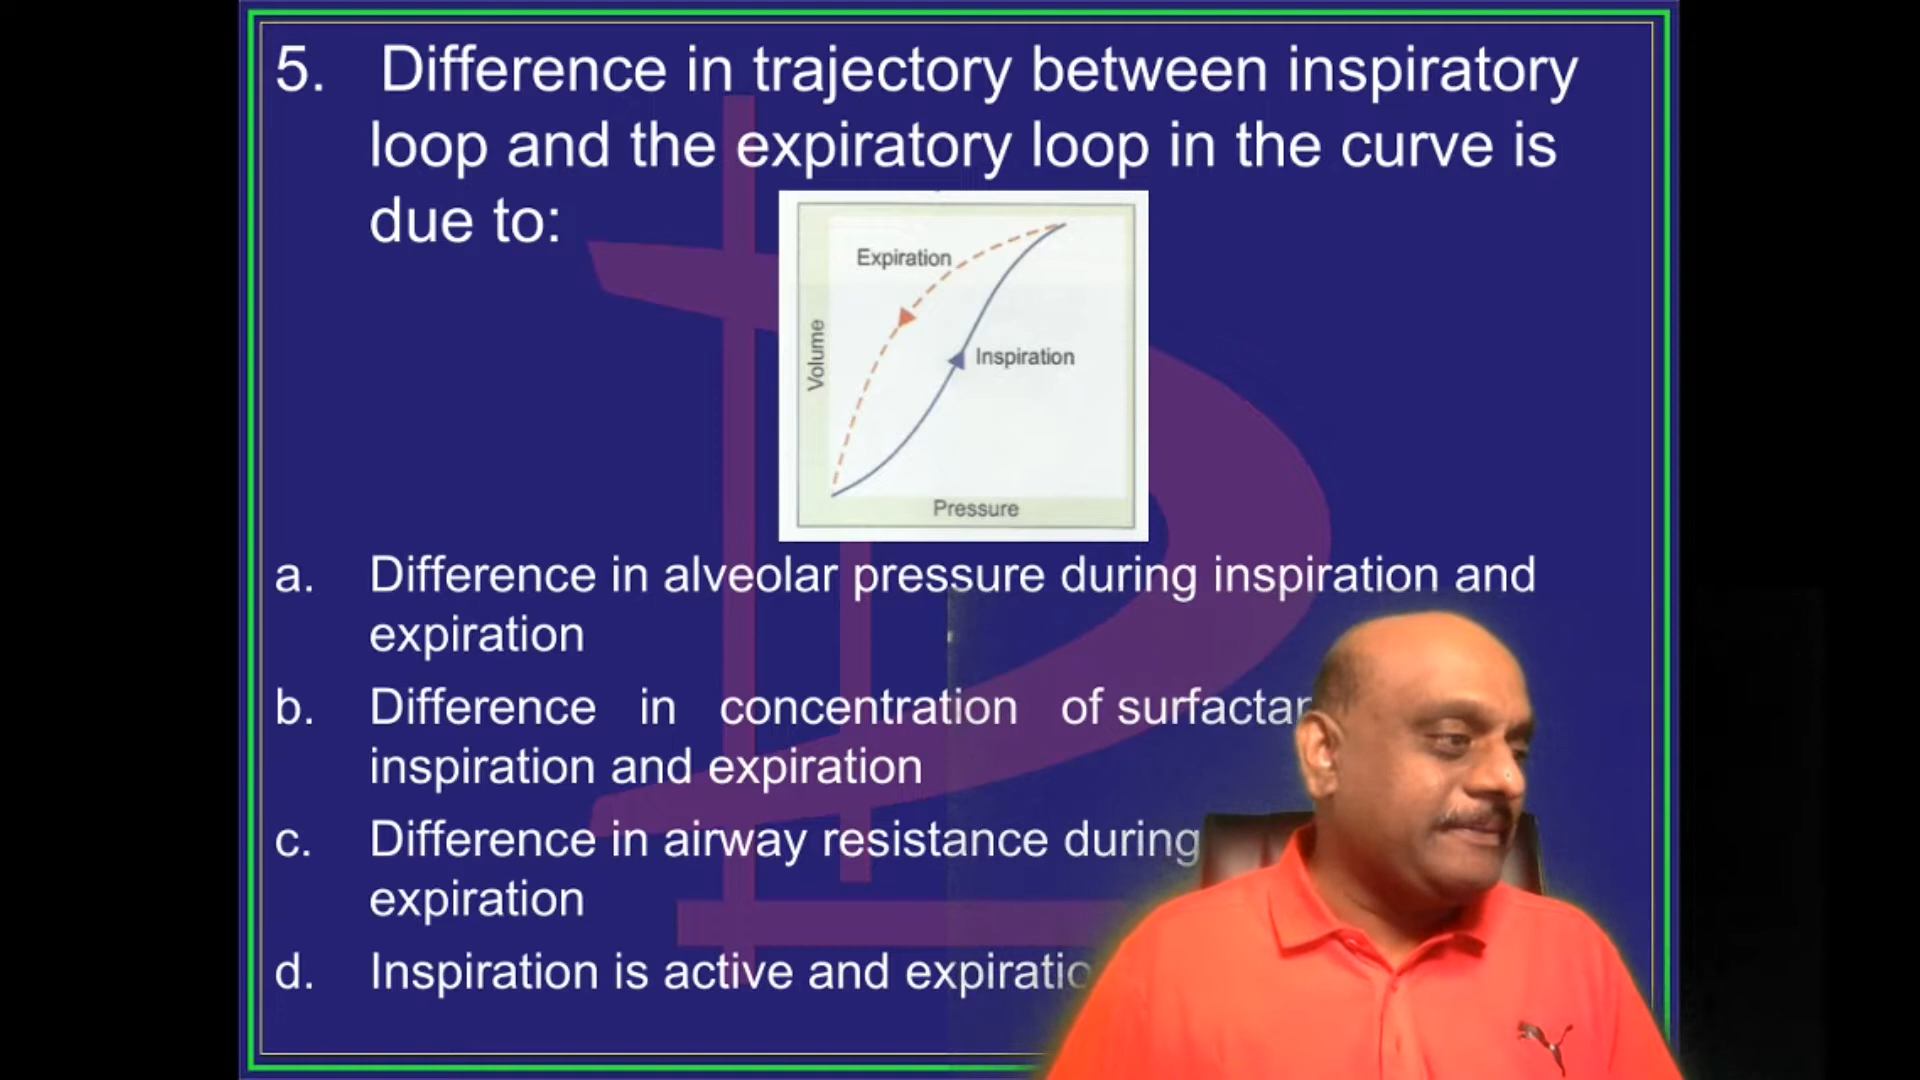 5. Difference in trajectory between inspiratory
loop and the expiratory loop in the curve is
due to:
Expiration
Inspiration
Volume
Pressure
a. Difference in alveolar pressure during inspiration and
expiration
b. Difference in concentration of
inspiration and expiration
c. Difference in airway resistance during
expiration
d. Inspiration is active and